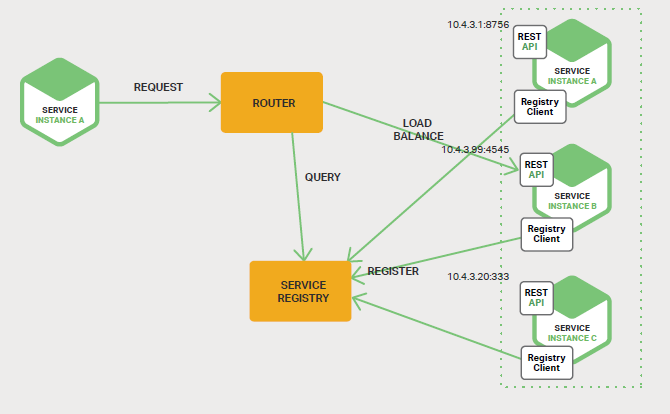 10.4.3.1:8756
REST
API
SERVICE
INSTANCE A
Registry
Client
SERVICE
INSTANCE A
REQUEST
ROUTER
LOAD
BALANCE
10.4.3.99:4545
REST
API
SERVICE
INSTANCE B
Registry
Client
QUERY
SERVICE
REGISTRY
REGISTER
10.4.3.20:333
REST
API
SERVICE
INSTANCE C
Registry
Client